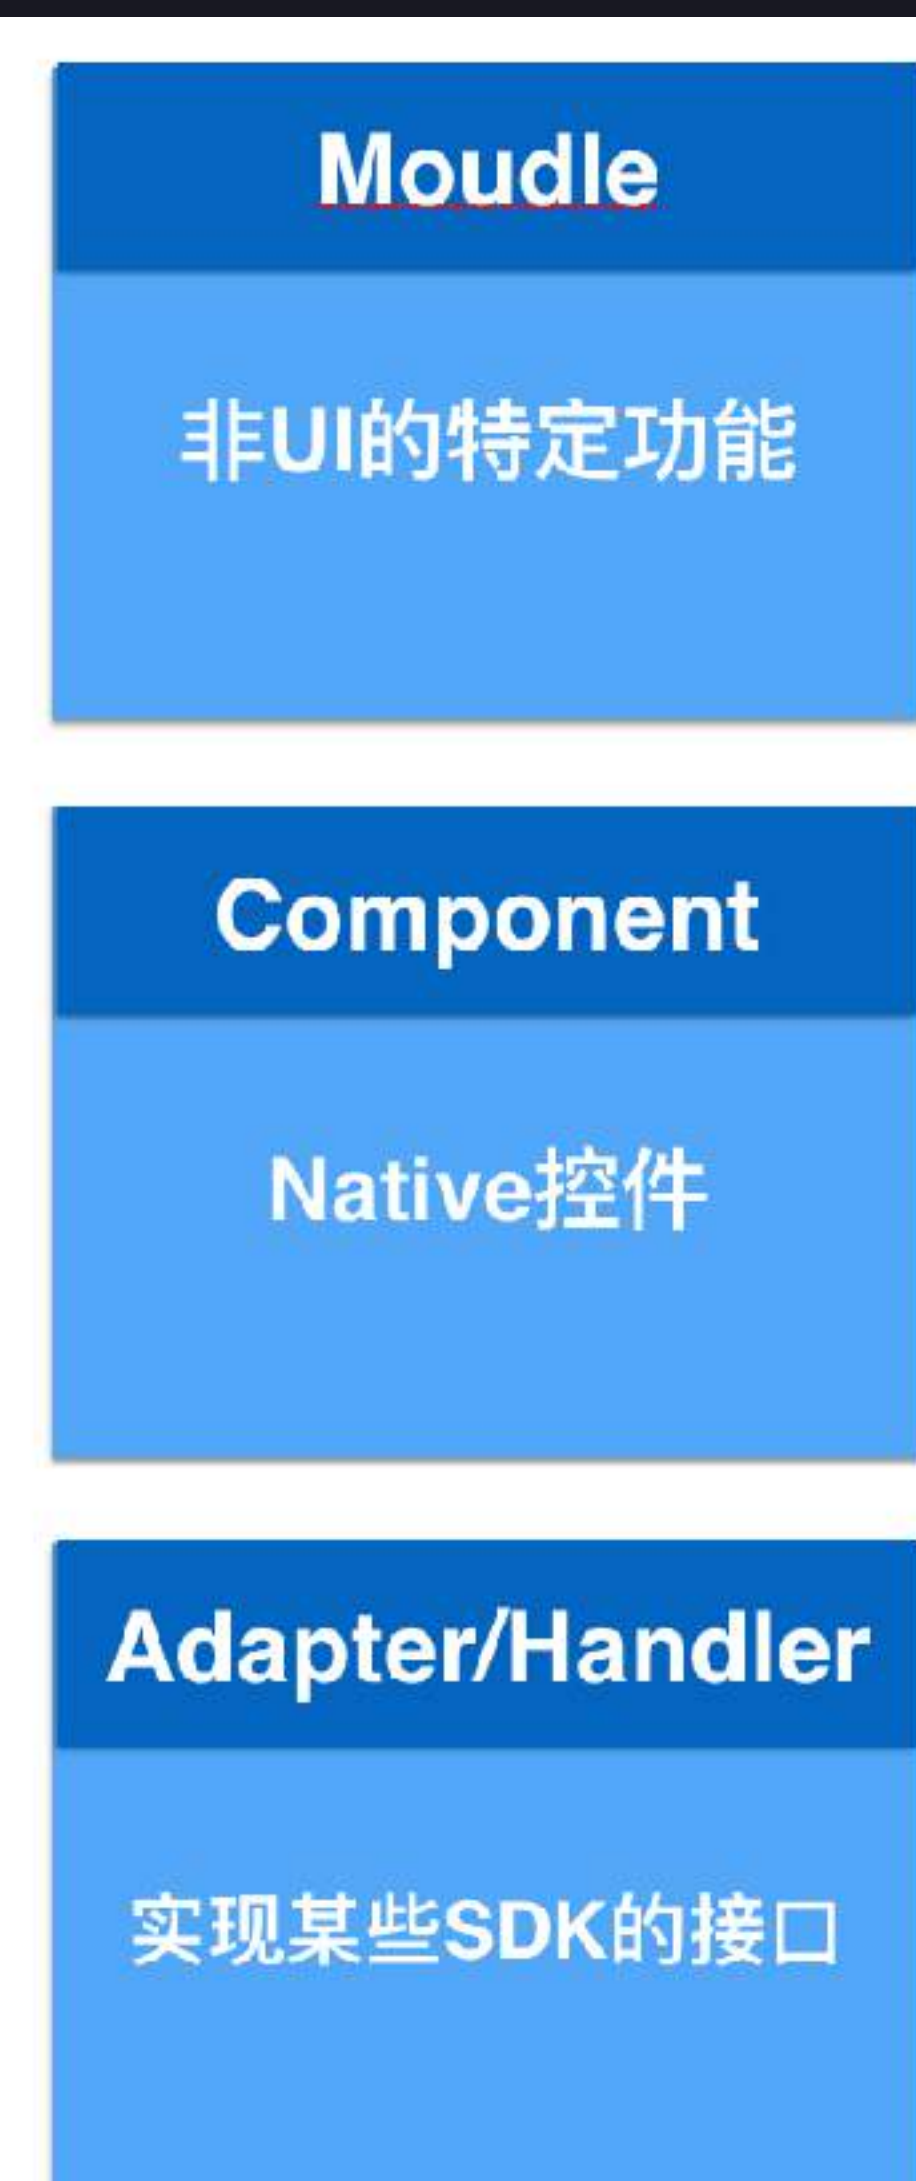 Moudle
非UI的特定功能
Component
Native控件
Adapter/Handler
实现某些SDK的接口